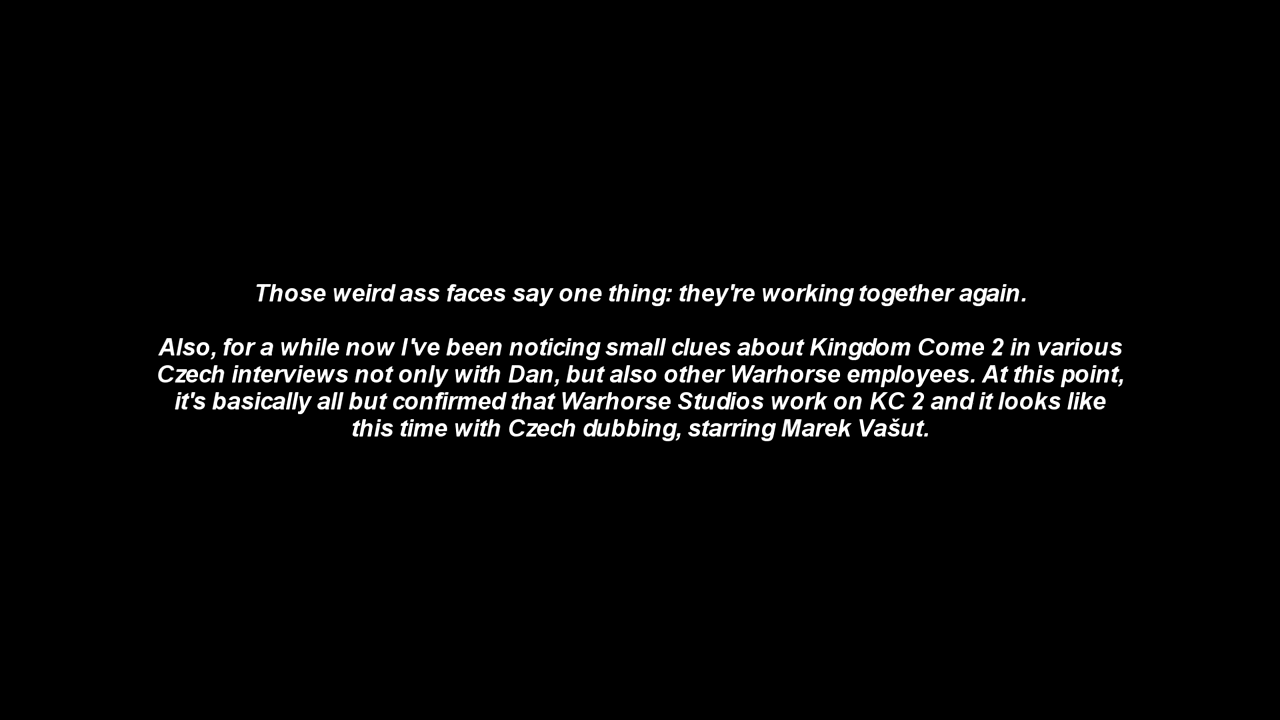 Those weird ass faces say one thing: they're working together again.
Also, for a while now I've been noticing small clues about Kingdom Come 2 in various
Czech interviews not only with Dan, but also other Warhorse employees. At this point,
it's basically all but confirmed that Warhorse Studios work on KC 2 and it looks like
this time with Czech dubbing, starring Marek Vašut.